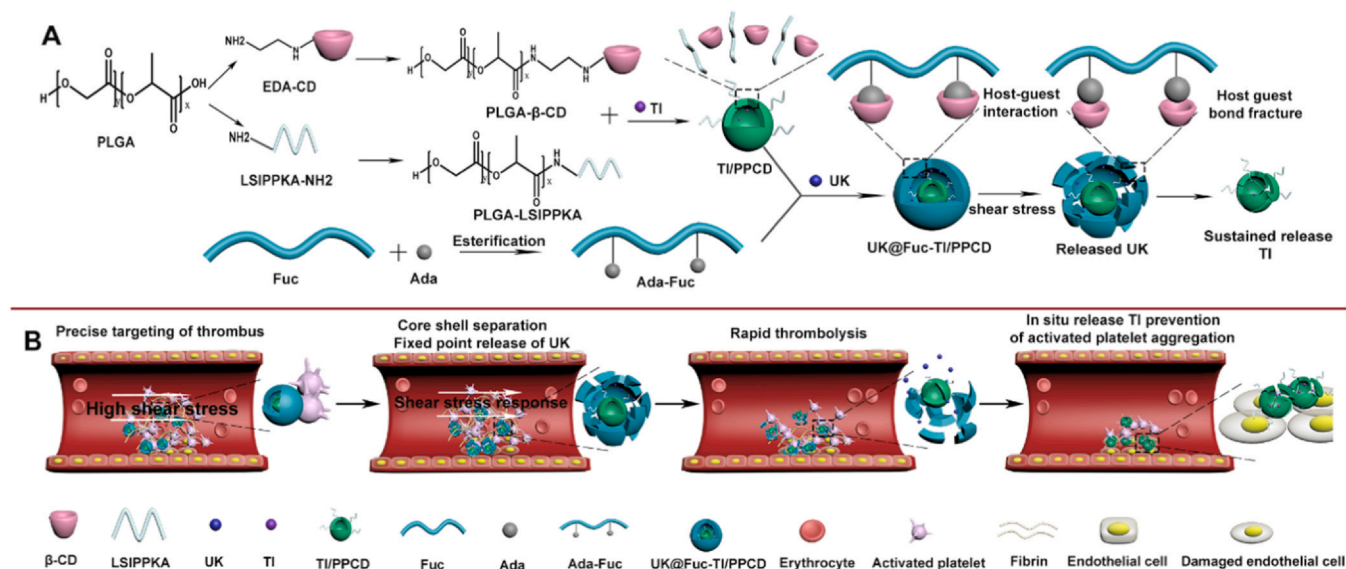 A
NH2
H
N
EDA-CD
H
O
O
O
O
OH
y
x
PLGA
NH2
LSIPPKA-NH2
H
O
O
O
O
H
N
N
H
y
x
PLGA-β-CD
+
TI
H
O
O
O
O
H
N
y
x
PLGA-LSIPPKA
TI/PPCD
Host-guest
interaction
Host guest
bond fracture
UK
shear stress
UK@Fuc-TI/PPCD
Released UK
Sustained release
TI
Fuc
+
Ada
Esterification
Ada-Fuc
B
Precise targeting of thrombus
Core shell separation
Fixed point release of UK
Rapid thrombolysis
In situ release TI prevention
of activated platelet aggregation
High shear stress
Shear stress response
β-CD
LSIPPKA
UK
TI
TI/PPCD
Fuc
Ada
Ada-Fuc
UK@Fuc-TI/PPCD
Erythrocyte
Activated platelet
Fibrin
Endothelial cell
Damaged endothelial cell